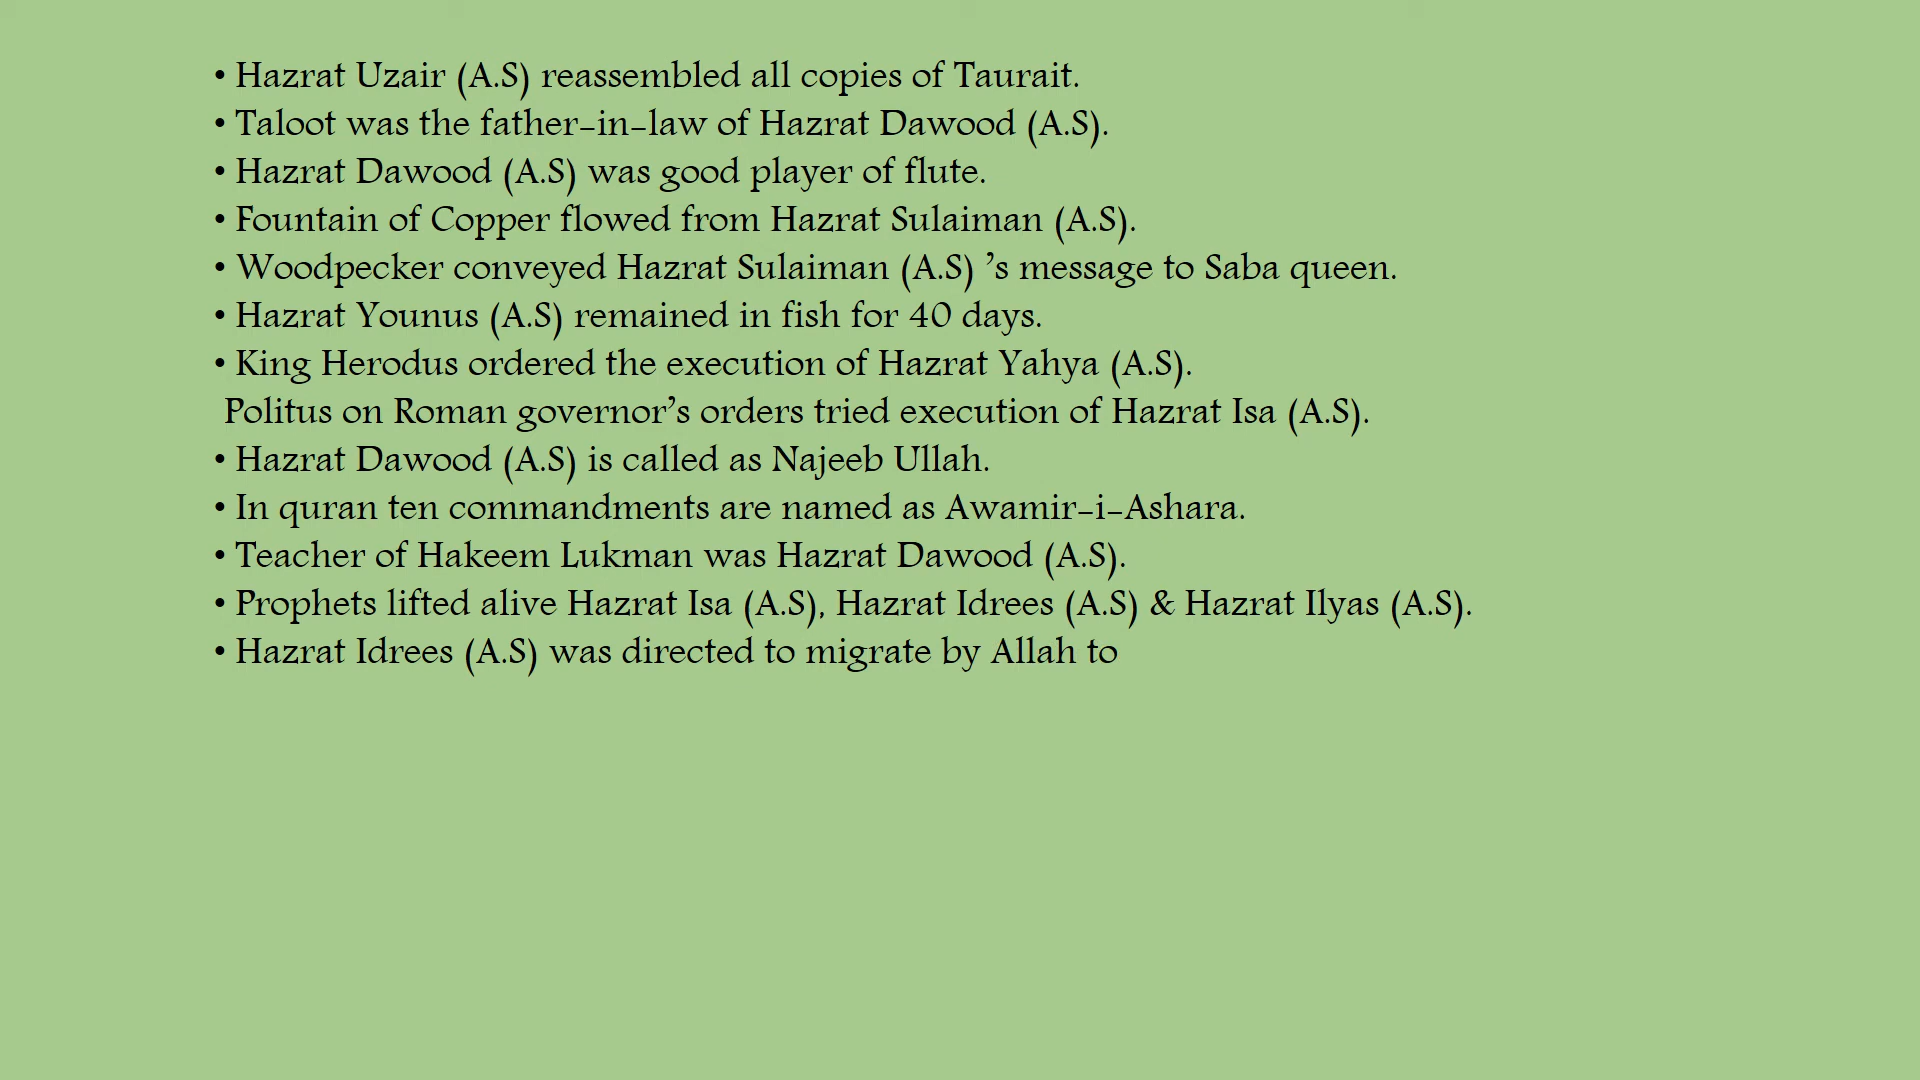 • Hazrat Uzair (A.S) reassembled all copies of Taurait.
• Taloot was the father-in-law of Hazrat Dawood (A.S).
• Hazrat Dawood (A.S) was good player of flute.
• Fountain of Copper flowed from Hazrat Sulaiman (A.S).
• Woodpecker conveyed Hazrat Sulaiman (A.S) ’s message to Saba queen.
• Hazrat Younus (A.S) remained in fish for 40 days.
• King Herodus ordered the execution of Hazrat Yahya (A.S).
Politus on Roman governor’s orders tried execution of Hazrat Isa (A.S).
• Hazrat Dawood (A.S) is called as Najeeb Ullah.
• In quran ten commandments are named as Awamir-i-Ashara.
• Teacher of Hakeem Lukman was Hazrat Dawood (A.S).
• Prophets lifted alive Hazrat Isa (A.S), Hazrat Idrees (A.S) & Hazrat Ilyas (A.S).
• Hazrat Idrees (A.S) was directed to migrate by Allah to